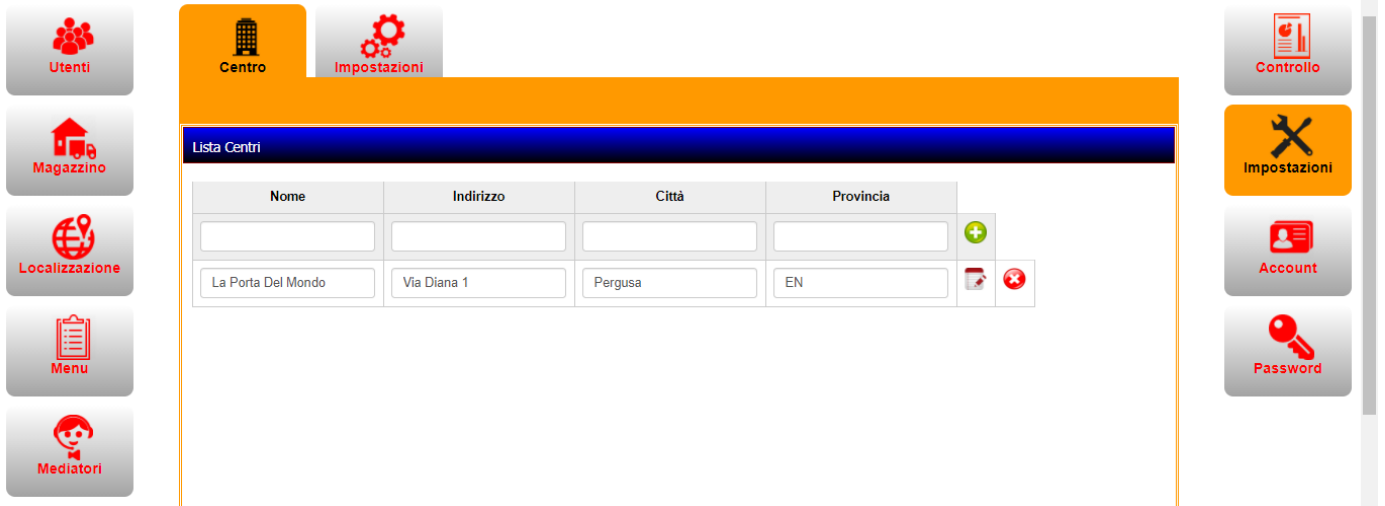 Utenti
Magazzino
Localizzazione
Menu
Mediatori
Centro
Impostazioni
Lista Centri
Nome Indirizzo Città Provincia
La Porta Del Mondo Via Diana 1 Pergusa EN
Controllo
Impostazioni
Account
Password